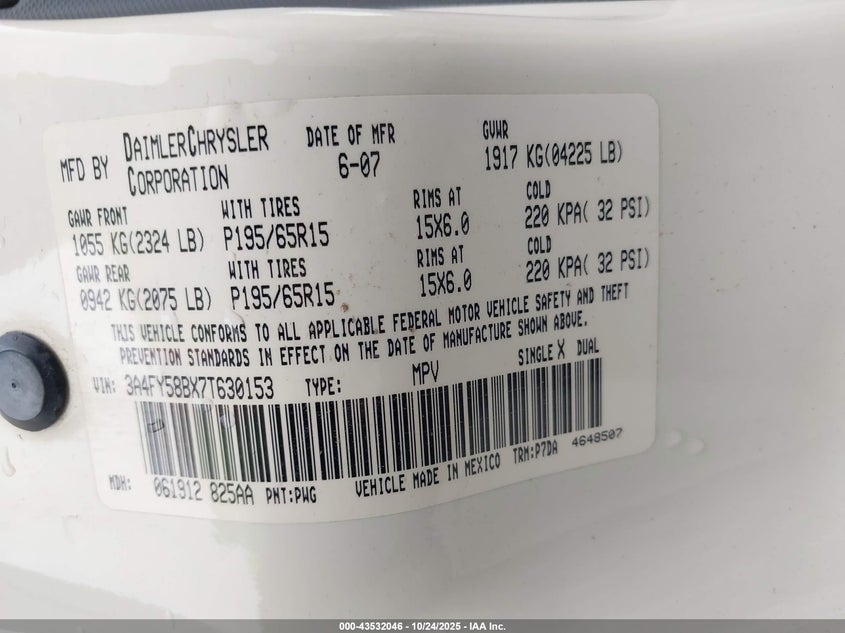 MFD BY DAIMLERCHRYSLER CORPORATION DATE OF MFR 6-07 GVWR 1917 KG(04225 LB)
GAWR FRONT WITH TIRES RIMS AT COLD
1055 KG(2324 LB) P195/65R15 15X6.0 220 KPA( 32 PSI)
GAWR REAR WITH TIRES RIMS AT COLD
0942 KG(2075 LB) P195/65R15 15X6.0 220 KPA( 32 PSI)
THIS VEHICLE CONFORMS TO ALL APPLICABLE FEDERAL MOTOR VEHICLE SAFETY AND THEFT
PREVENTION STANDARDS IN EFFECT ON THE DATE OF MANUFACTURE SHOWN ABOVE.
VIN: 3A4FY58BX7T630153 TYPE: MPV SINGLE X DUAL
MDH: 061912 825AA PNT:PWG VEHICLE MADE IN MEXICO TRM:P7DA 4648507
000-43532046 - 10/24/2025 - IAA Inc.